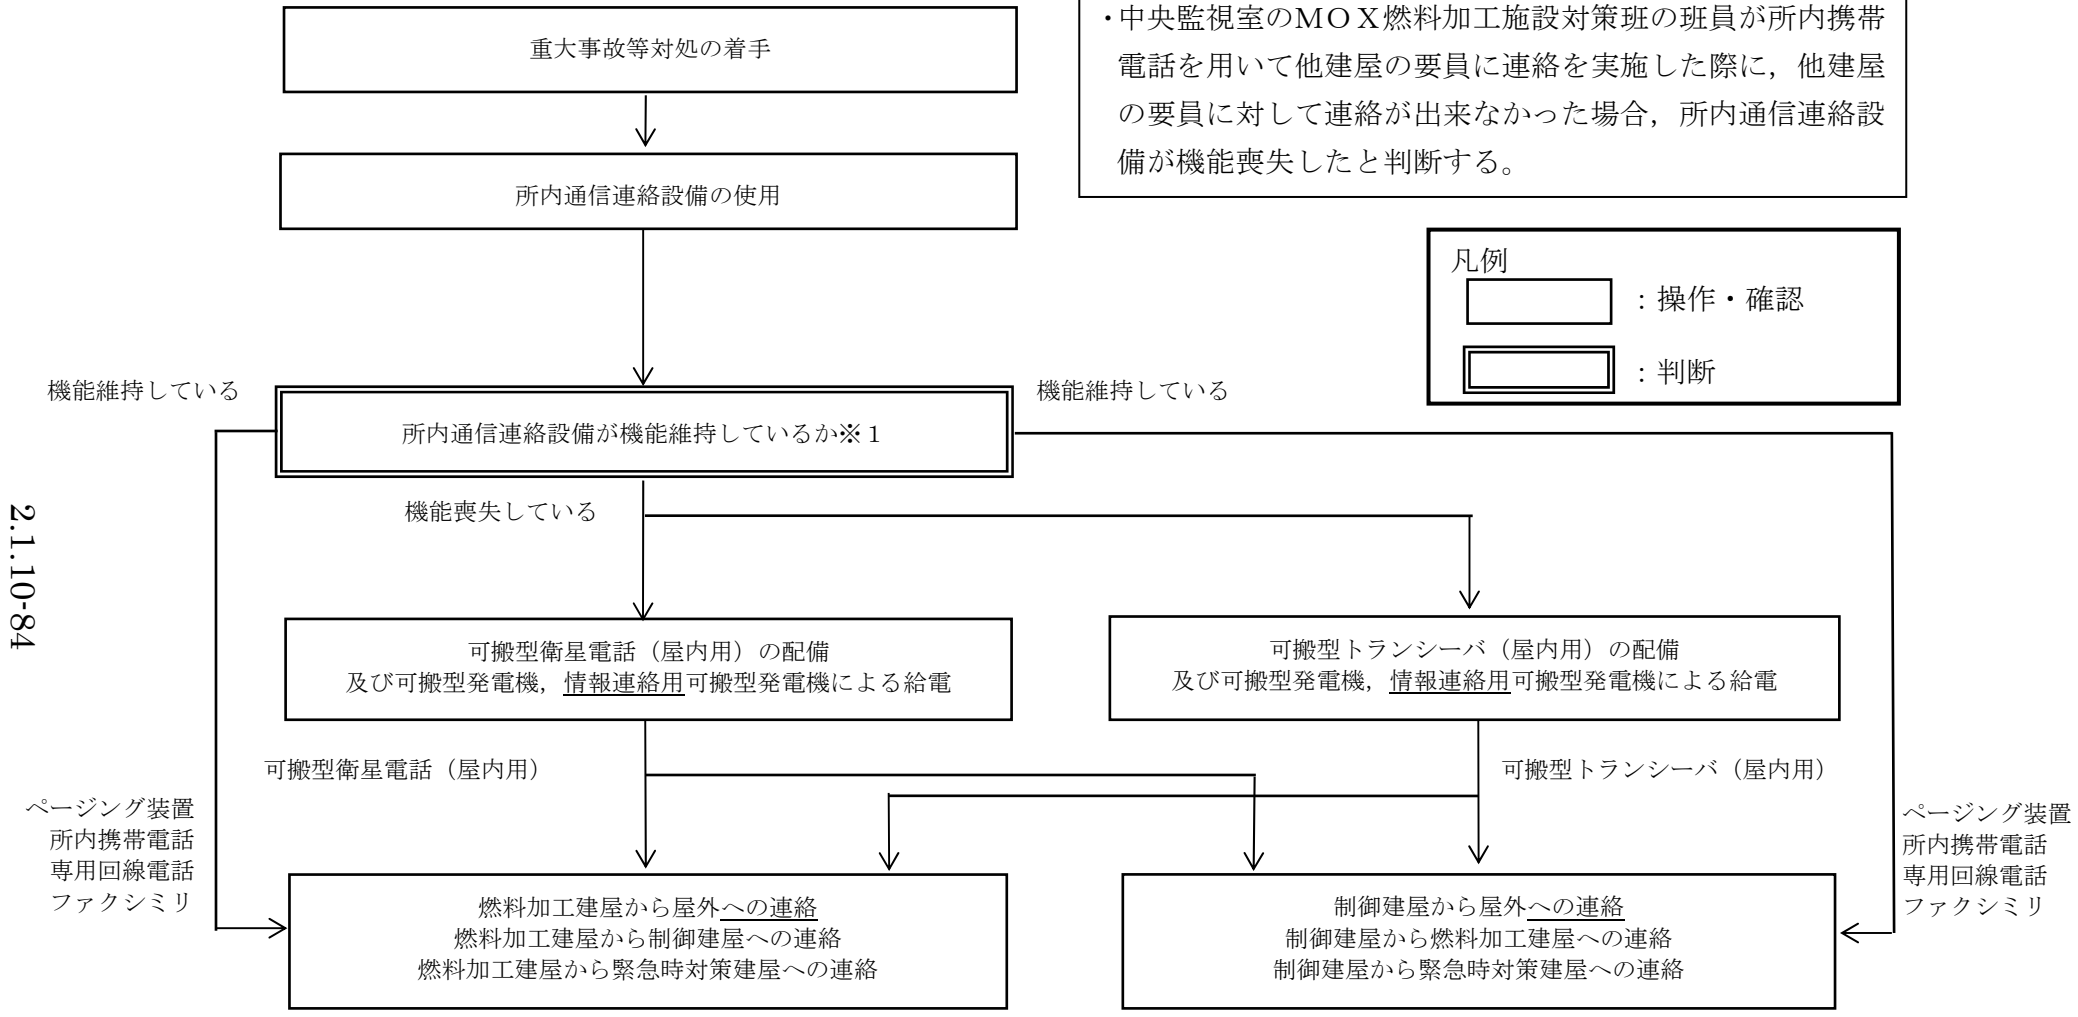 ・中央監視室のMOX燃料加工施設対策班の班員が所内携帯
電話を用いて他建屋の要員に連絡を実施した際に，他建屋
の要員に対して連絡が出来なかった場合，所内通信連絡設
備が機能喪失したと判断する。
重大事故等対処の着手
所内通信連絡設備の使用
凡例
：操作・確認
：判断
機能維持している
機能維持している
所内通信連絡設備が機能維持しているか※１
機能喪失している
可搬型衛星電話（屋内用）の配備
及び可搬型発電機，情報連絡用可搬型発電機による給電
可搬型トランシーバ（屋内用）の配備
及び可搬型発電機，情報連絡用可搬型発電機による給電
可搬型衛星電話（屋内用）
可搬型トランシーバ（屋内用）
ページング装置
所内携帯電話
専用回線電話
ファクシミリ
ページング装置
所内携帯電話
専用回線電話
ファクシミリ
燃料加工建屋から屋外への連絡
燃料加工建屋から制御建屋への連絡
燃料加工建屋から緊急時対策建屋への連絡
制御建屋から屋外への連絡
制御建屋から燃料加工建屋への連絡
制御建屋から緊急時対策建屋への連絡
2.1.10-84